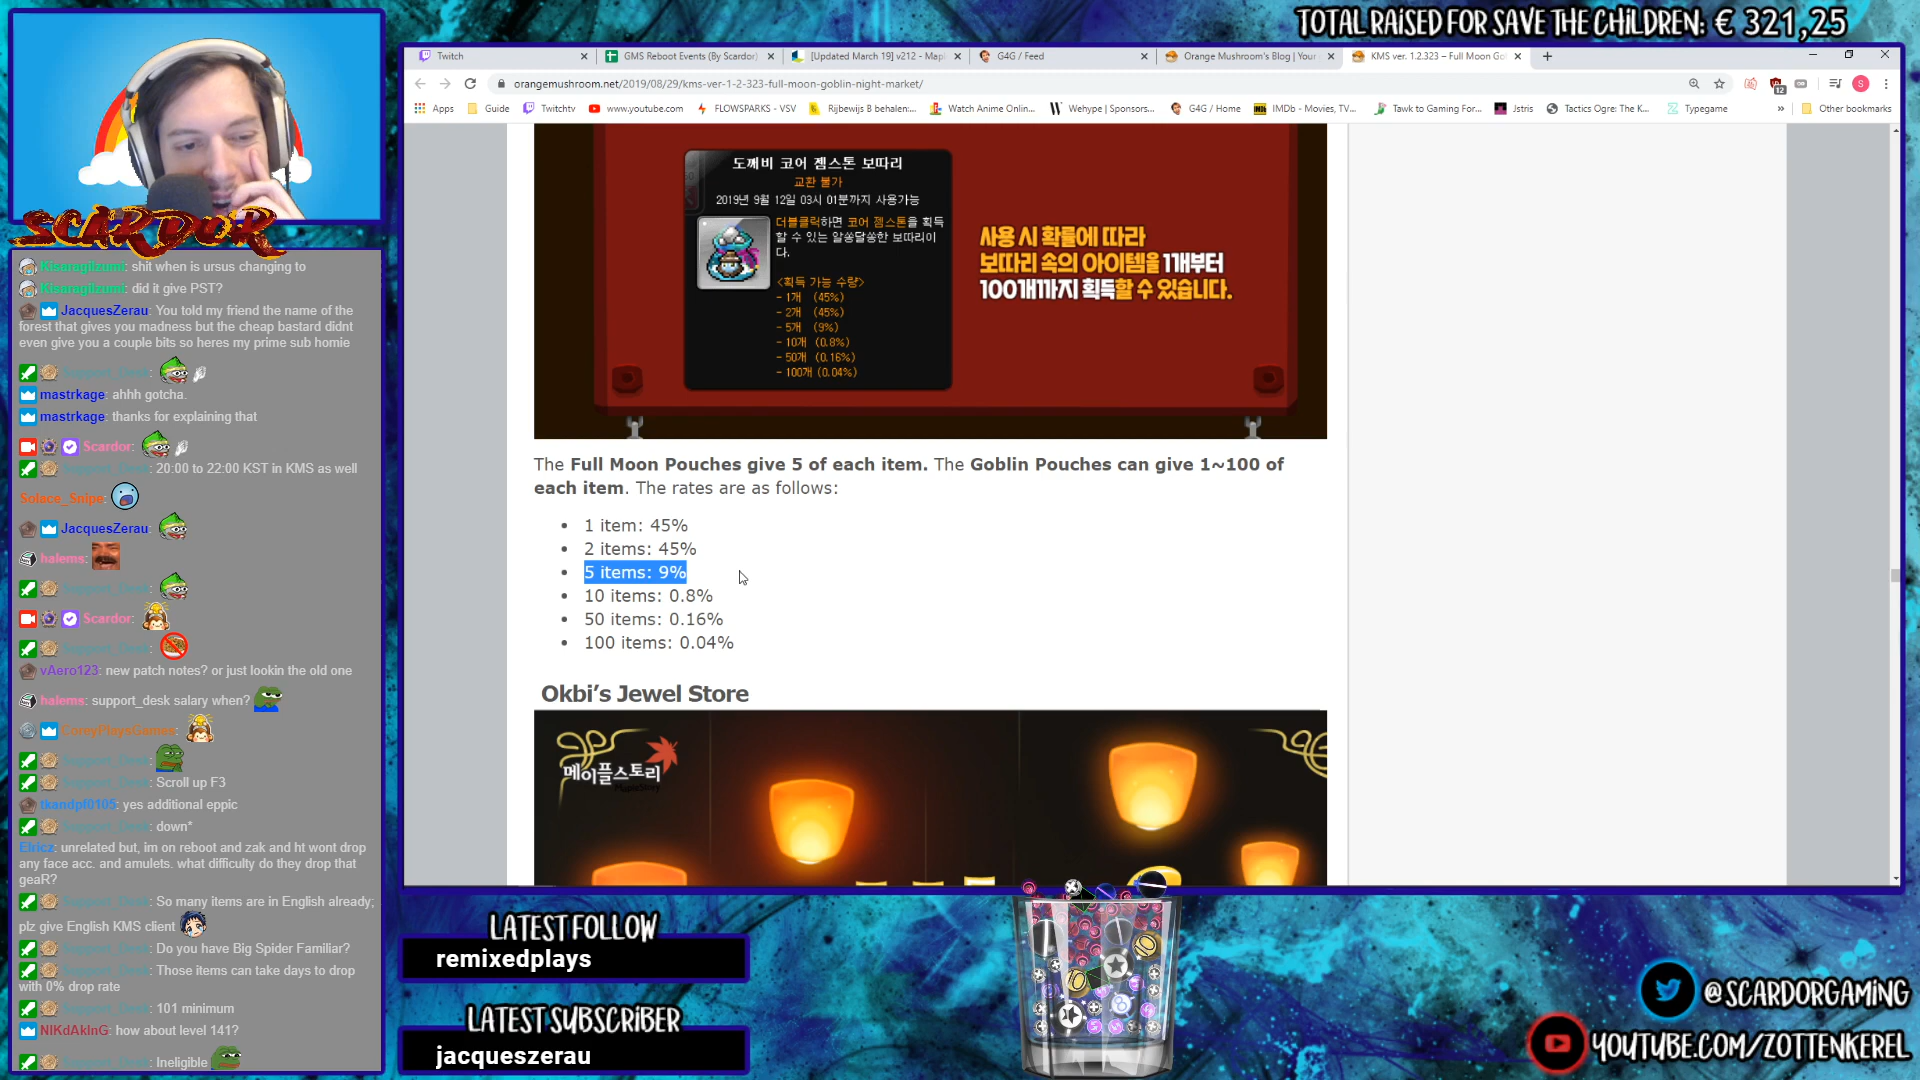 TOTAL RAISED FOR SAVE THE CHILDREN: € 321,25
Twitch
GMS Reboot Events (By Scardor)
[Updated March 19] v212 - Mapl
G4G / Feed
Orange Mushroom's Blog | Your
KMS ver. 1.2.323 – Full Moon Go
orangemushroom.net/2019/08/29/kms-ver-1-2-323-full-moon-goblin-night-market/
Apps
Guide
Twitchtv
www.youtube.com
FLOWSPARKS - VSV
Rijbewijs B behalen:...
Watch Anime Onlin...
Wehype | Sponsors...
G4G / Home
IMDb - Movies, TV...
Tawk to Gaming For...
Jstris
Tactics Ogre: The K...
Typegame
Other bookmarks
12
S
SCARDOR
KisaragiIzumi: shit when is ursus changing to
KisaragiIzumi: did it give PST?
JacquesZerau: You told my friend the name of the
forest that gives you madness but the cheap bastard didnt
even give you a couple bits so heres my prime sub homie
Support_Desk:
mastrkage: ahhh gotcha.
mastrkage: thanks for explaining that
Scardor:
Support_Desk: 20:00 to 22:00 KST in KMS as well
Solace_Snipe:
JacquesZerau:
halems:
Support_Desk:
Scardor:
Support_Desk:
vAero123: new patch notes? or just lookin the old one
halems: support_desk salary when?
CoreyPlaysGames:
Support_Desk:
Support_Desk: Scroll up F3
tkandpf0105: yes additional eppic
Support_Desk: down*
Elricz: unrelated but, im on reboot and zak and ht wont drop
any face acc. and amulets. what difficulty do they drop that
geaR?
Support_Desk: So many items are in English already;
plz give English KMS client
Support_Desk: Do you have Big Spider Familiar?
Support_Desk: Those items can take days to drop
with 0% drop rate
Support_Desk: 101 minimum
NIKdAkInG: how about level 141?
Support_Desk: Ineligible
도깨비 코어 젬스톤 보따리
교환 불가
2019년 9월 12일 03시 01분까지 사용가능
더블클릭하면 코어 젬스톤을 획득
할 수 있는 알쏭달쏭한 보따리이
다.
<획득 가능 수량>
- 1개 (45%)
- 2개 (45%)
- 5개 (9%)
- 10개 (0.8%)
- 50개 (0.16%)
- 100개 (0.04%)
사용 시 확률에 따라
보따리 속의 아이템을 1개부터
100개까지 획득할 수 있습니다.
The Full Moon Pouches give 5 of each item. The Goblin Pouches can give 1~100 of
each item. The rates are as follows:
• 1 item: 45%
• 2 items: 45%
• 5 items: 9%
• 10 items: 0.8%
• 50 items: 0.16%
• 100 items: 0.04%
Okbi's Jewel Store
메이플스토리
MapleStory
LATEST FOLLOW
remixedplays
LATEST SUBSCRIBER
jacqueszerau
@SCARDORGAMING
YOUTUBE.COM/ZOTTENKEREL